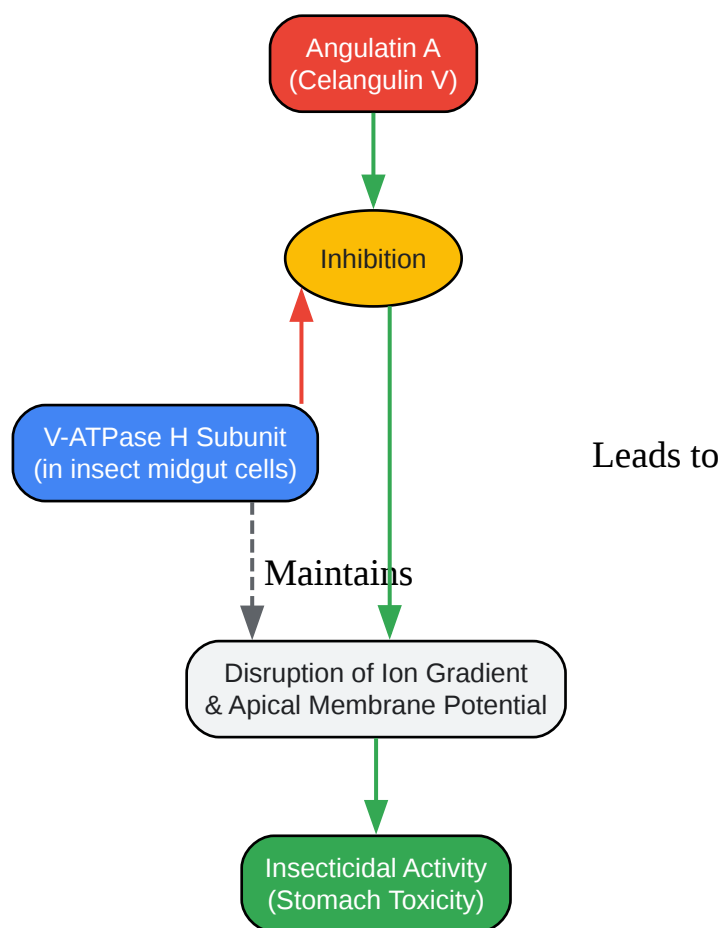 Angulatin A
(Celangulin V)
Inhibition
V-ATPase H Subunit
(in insect midgut cells)
Leads to
Maintains
Disruption of Ion Gradient
& Apical Membrane Potential
Insecticidal Activity
(Stomach Toxicity)